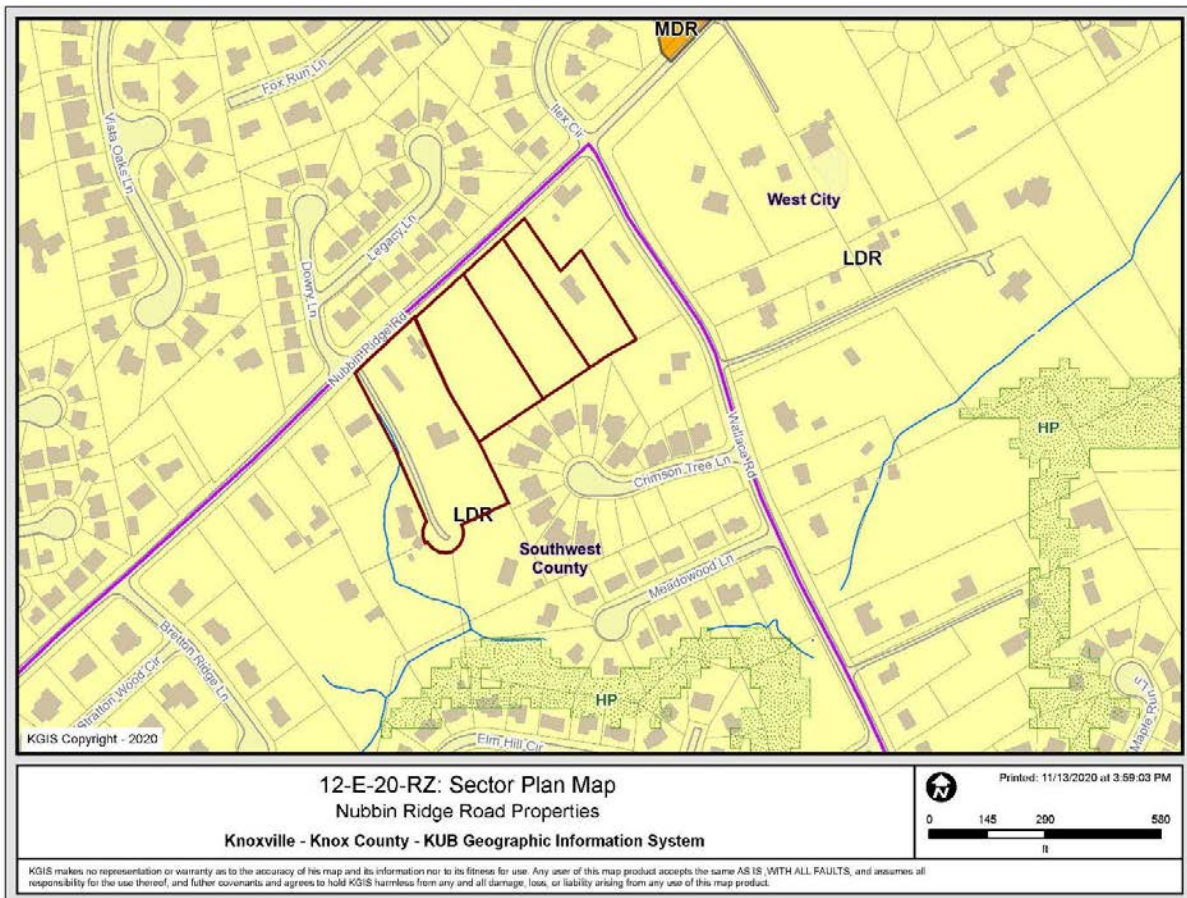 MDR
Fox Run Ln
Ilex Cir
Vista Oaks Ln
West City
Legacy Ln
LDR
Dowry Ln
Nubbin Ridge Rd
HP
Wallace Rd
Crimson Tree Ln
LDR
Southwest
County
Meadowood Ln
Bretton Ridge Ln
HP
Stratton Wood Cir
Maple Run Ln
Elm Hill Cir
KGIS Copyright - 2020
12-E-20-RZ: Sector Plan Map
Nubbin Ridge Road Properties
Knoxville - Knox County - KUB Geographic Information System
N
Printed: 11/13/2020 at 3:59:03 PM
0 145 290 580
ft
KGIS makes no representation or warranty as to the accuracy of his map and its information nor to its fitness for use. Any user of this map product accepts the same AS IS ,WITH ALL FAULTS, and assumes all
responsibility for the use thereof, and futher covenants and agrees to hold KGIS harmless from any and all damage, loss, or liability arising from any use of this map product.